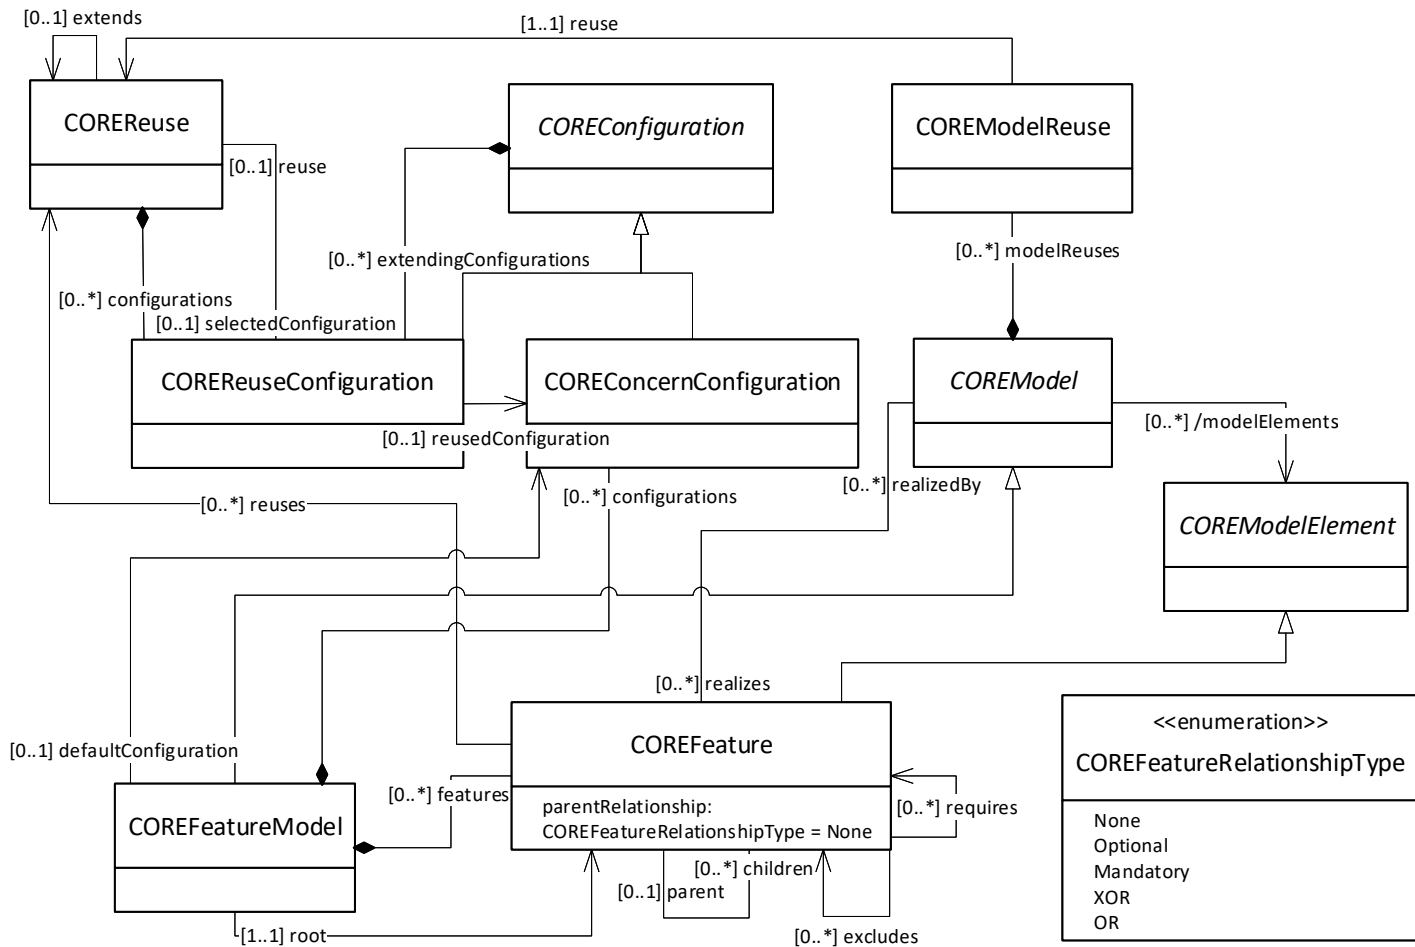 [0..1] extends
[1..1] reuse
COREReuse
COREConfiguration
COREModelReuse
[0..1] reuse
[0..*] extendingConfigurations
[0..*] modelReuses
[0..*] configurations
[0..1] selectedConfiguration
COREReuseConfiguration
COREConcernConfiguration
COREModel
[0..*] /modelElements
[0..1] reusedConfiguration
[0..*] realizedBy
[0..*] reuses
[0..*] configurations
COREModelElement
[0..*] realizes
[0..1] defaultConfiguration
COREFeature
<<enumeration>>
COREFeatureRelationshipType
[0..*] features
[0..*] requires
parentRelationship:
COREFeatureRelationshipType = None
COREFeatureModel
None
Optional
Mandatory
XOR
OR
[0..*] children
[0..1] parent
[1..1] root
[0..*] excludes